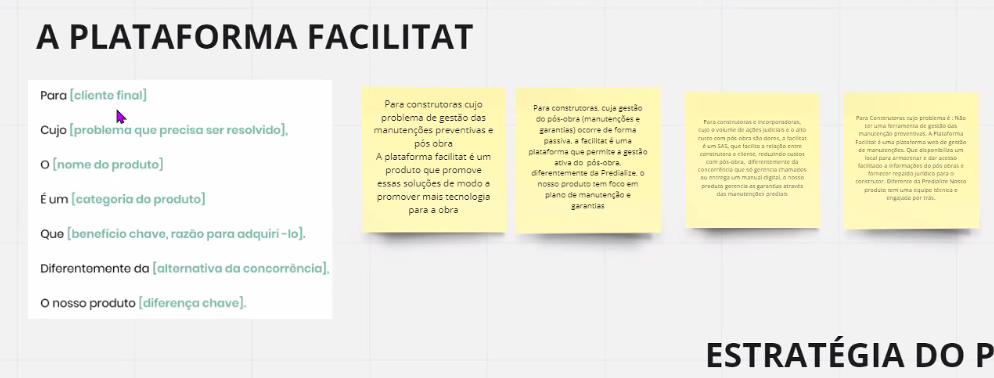 A PLATAFORMA FACILITAT
Para [cliente final]
Cujo [problema que precisa ser resolvido],
O [nome do produto]
É um [categoria do produto]
Que [benefício chave, razão para adquiri -lo].
Diferentemente da [alternativa da concorrência],
O nosso produto [diferença chave].
Para construtoras cujo
problema de gestão das
manutenções preventivas e
pós obra
A plataforma facilitat é um
produto que promove
essas soluções de modo a
promover mais tecnologia
para a obra
Para construtoras, cuja gestão
do pós-obra (manutenções e
garantias) ocorre de forma
passiva, a facilitat é uma
plataforma que permite a gestão
ativa do pós-obra,
diferentemente da Predialize, o
nosso produto tem foco em
plano de manutenção e
garantias
Para construtoras e incorporadoras,
cujo o volume de ações judiciais e o alto
custo com pós-obra são dores, a facilitat
é um SAS, que facilita a relação entre
construtora e cliente, reduzindo custos
com pós-obra, diferentemente da
concorrência que só gerencia chamados
ou entrega um manual digital, o nosso
produto gerencia as garantias através
das manutenções prediais
Para Construtoras cujo problema é : Não
ter uma ferramenta de gestão das
manutenção preventivas. A Plataforma
Facilitat é uma plataforma web de gestão
de manutenções. Que disponibiliza um
local para armazenar e dar acesso
facilitado a informações do pós obras e
fornecer repaldo jurídico para o
construtor. Diferente da Predialize Nosso
produto tem uma equipe técnica e
engajada por trás.
ESTRATÉGIA DO P